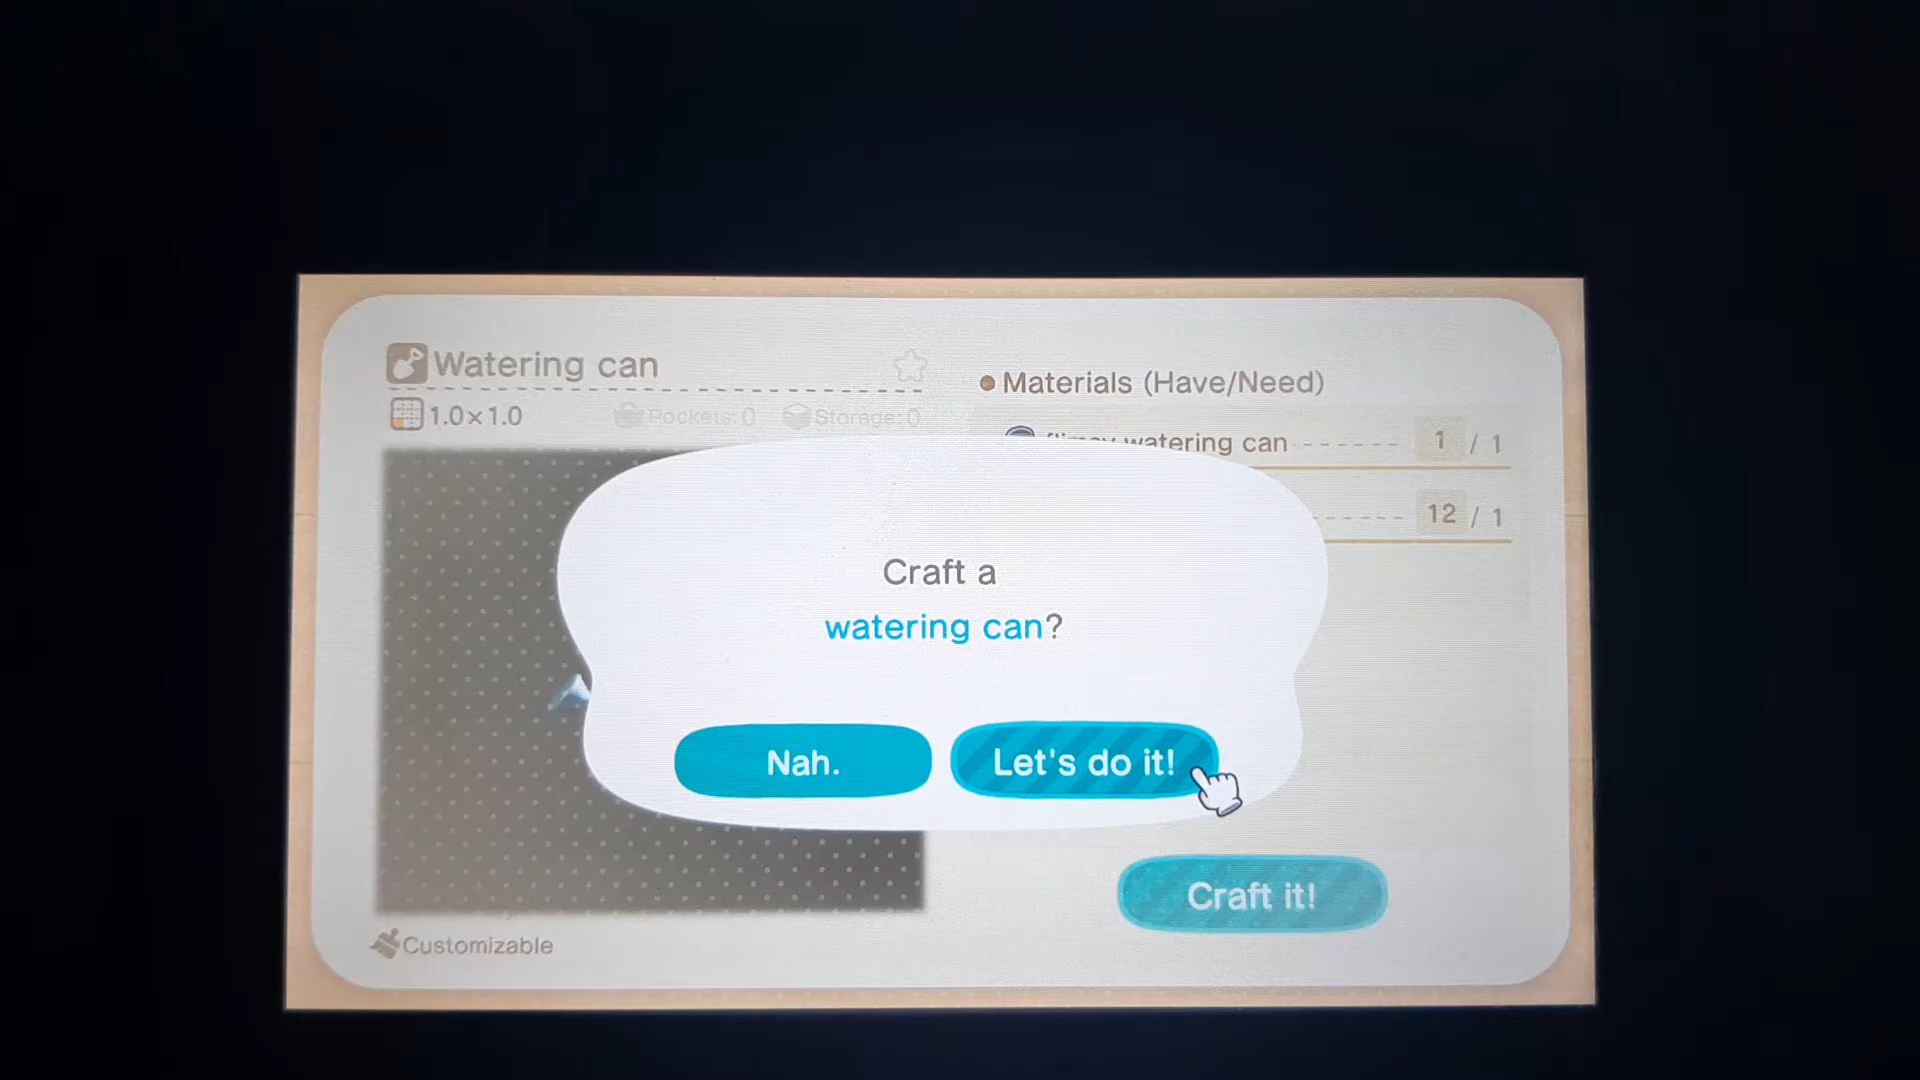 Watering can
1.0×1.0 Pockets: 0 Storage: 0
Materials (Have/Need)
watering can 1 / 1
12 / 1
Craft a
watering can?
Nah. Let's do it!
Craft it!
Customizable